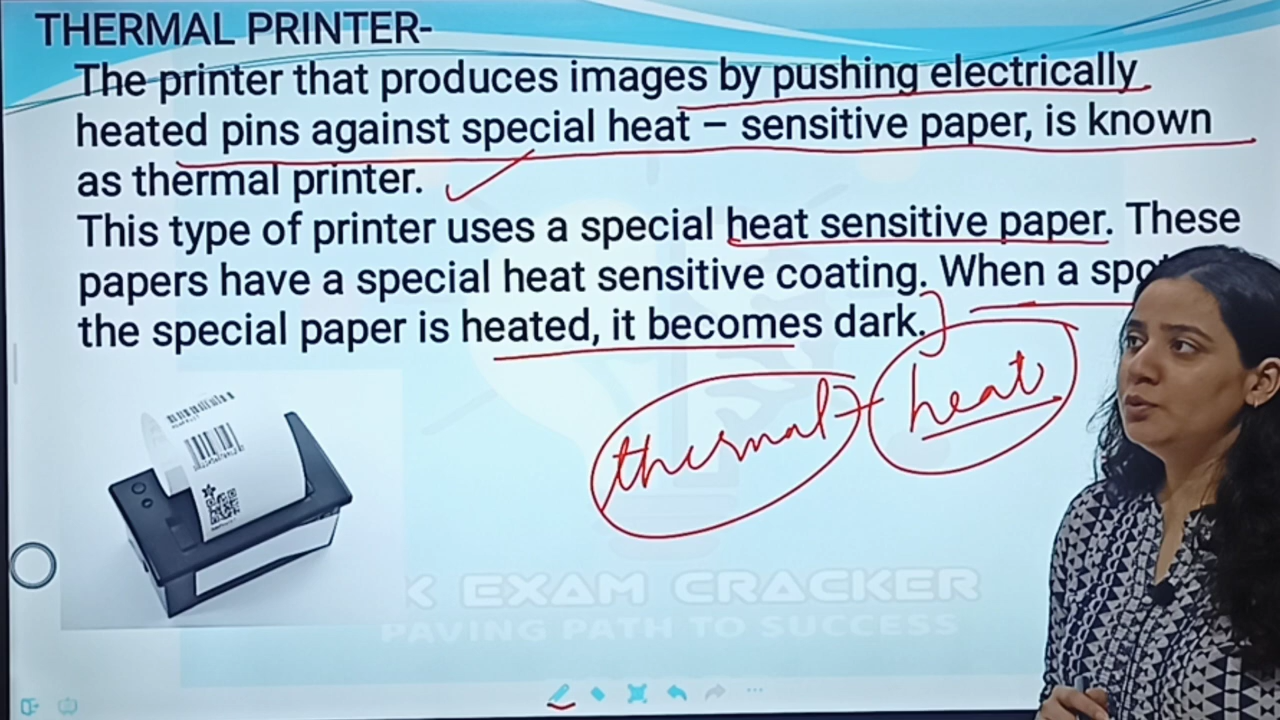 THERMAL PRINTER-
The printer that produces images by pushing electrically
heated pins against special heat – sensitive paper, is known
as thermal printer.
This type of printer uses a special heat sensitive paper. These
papers have a special heat sensitive coating. When a spot
the special paper is heated, it becomes dark.
thermal heat
K EXAM CRACKER
PAVING PATH TO SUCCESS